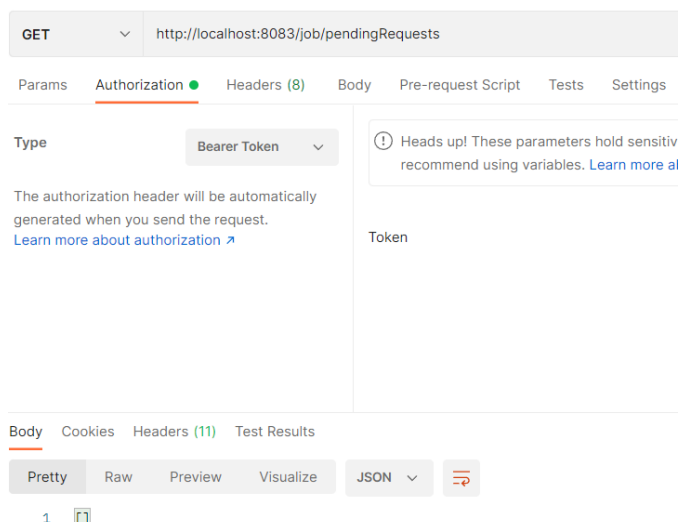 GET http://localhost:8083/job/pendingRequests
Params Authorization Headers (8) Body Pre-request Script Tests Settings
Type Bearer Token
Heads up! These parameters hold
recommend using variables. Learn more
The authorization header will be automatically
generated when you send the request.
Learn more about authorization ↗
Token
Body Cookies Headers (11) Test Results
Pretty Raw Preview Visualize JSON
1 []